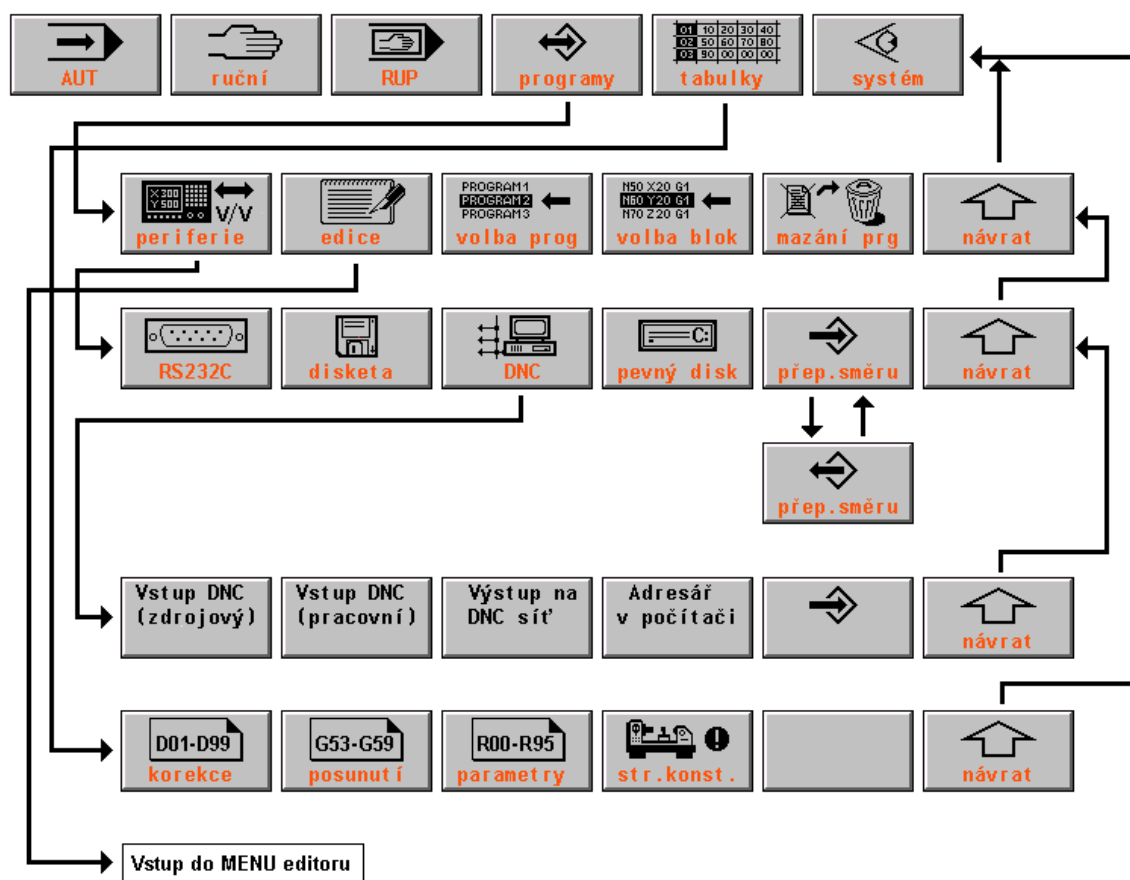 01 10 20 30 40
02 50 60 70 80
03 90 00 00 00
AUT
ruční
RUP
programy
tabulky
systém
X300
Y500
V/V
PROGRAM1
PROGRAM2
PROGRAM3
N50 X20 G1
N60 Y20 G1
N70 Z20 G1
periferie
edice
volba prog
volba blok
mazání prg
návrat
C:
RS232C
disketa
DNC
pevný disk
přep.směru
návrat
přep.směru
Vstup DNC
(zdrojový)
Vstup DNC
(pracovní)
Výstup na
DNC síť
Adresář
v počítači
návrat
D01-D99
korekce
G53-G59
posunutí
R00-R95
parametry
str.konst.
návrat
Vstup do MENU editoru